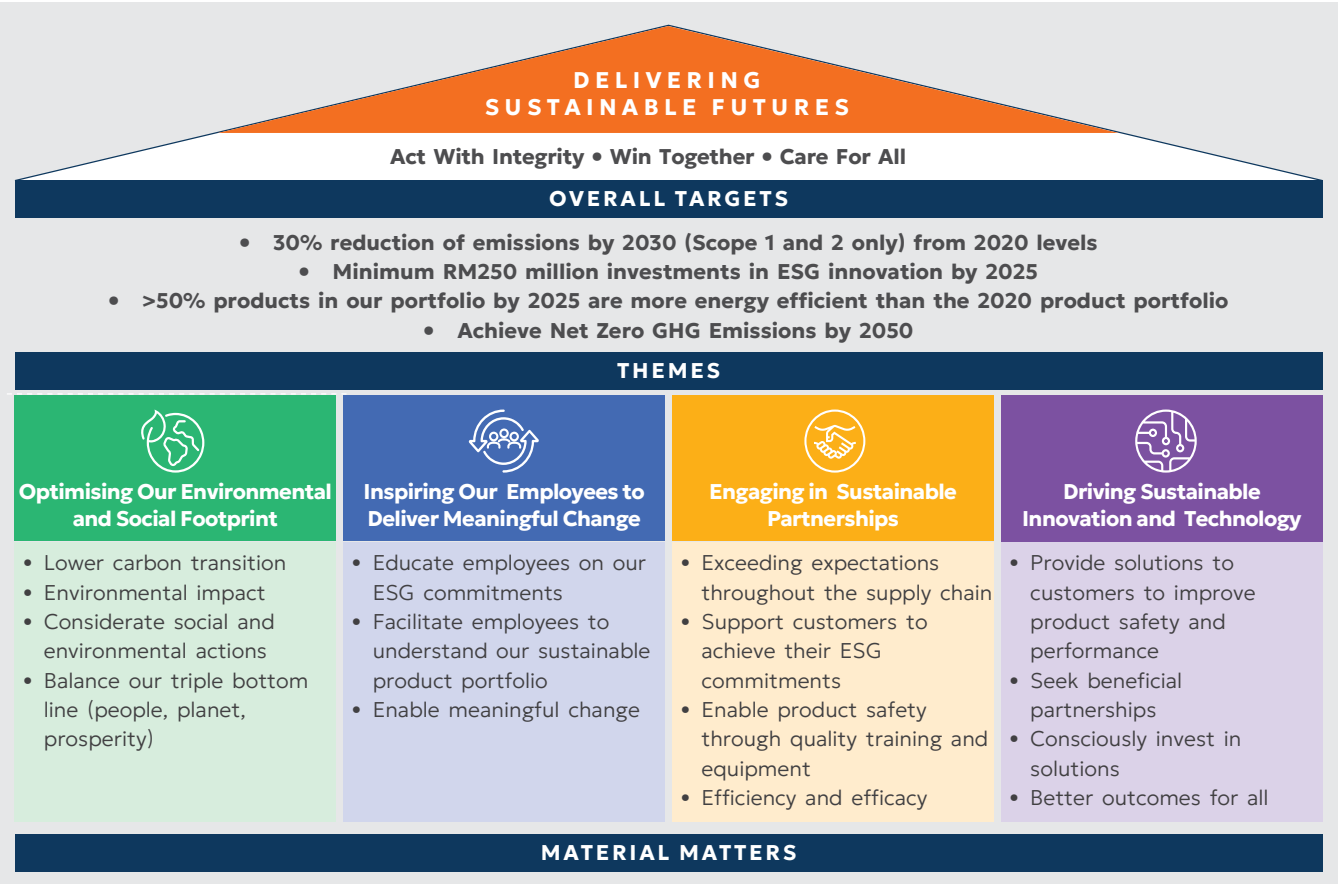 DELIVERING
SUSTAINABLE FUTURES
Act With Integrity • Win Together • Care For All
OVERALL TARGETS
• 30% reduction of emissions by 2030 (Scope 1 and 2 only) from 2020 levels
• Minimum RM250 million investments in ESG innovation by 2025
• >50% products in our portfolio by 2025 are more energy efficient than the 2020 product portfolio
• Achieve Net Zero GHG Emissions by 2050
THEMES
Optimising Our Environmental
and Social Footprint
• Lower carbon transition
• Environmental impact
• Considerate social and
environmental actions
• Balance our triple bottom
line (people, planet,
prosperity)
Inspiring Our Employees to
Deliver Meaningful Change
• Educate employees on our
ESG commitments
• Facilitate employees to
understand our sustainable
product portfolio
• Enable meaningful change
Engaging in Sustainable
Partnerships
• Exceeding expectations
throughout the supply chain
• Support customers to
achieve their ESG
commitments
• Enable product safety
through quality training and
equipment
• Efficiency and efficacy
Driving Sustainable
Innovation and Technology
• Provide solutions to
customers to improve
product safety and
performance
• Seek beneficial
partnerships
• Consciously invest in
solutions
• Better outcomes for all
MATERIAL MATTERS